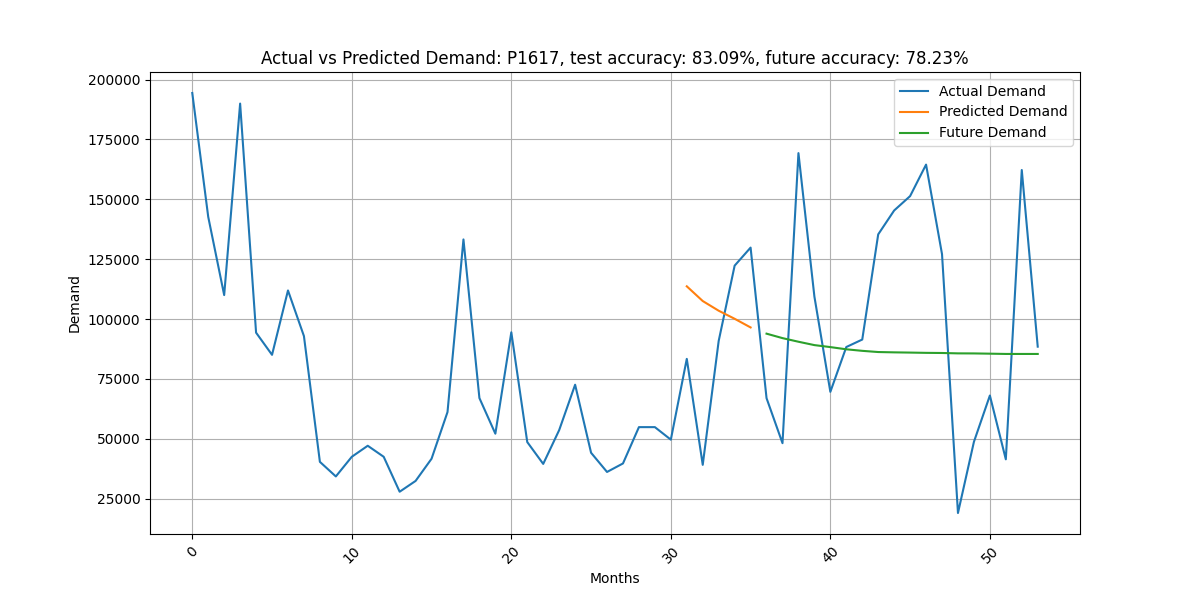 Actual vs Predicted Demand: P1617, test accuracy: 83.09%, future accuracy: 78.23%
200000
175000
150000
125000
100000
75000
50000
25000
Demand
Actual Demand
Predicted Demand
Future Demand
0
10
20
30
40
50
Months